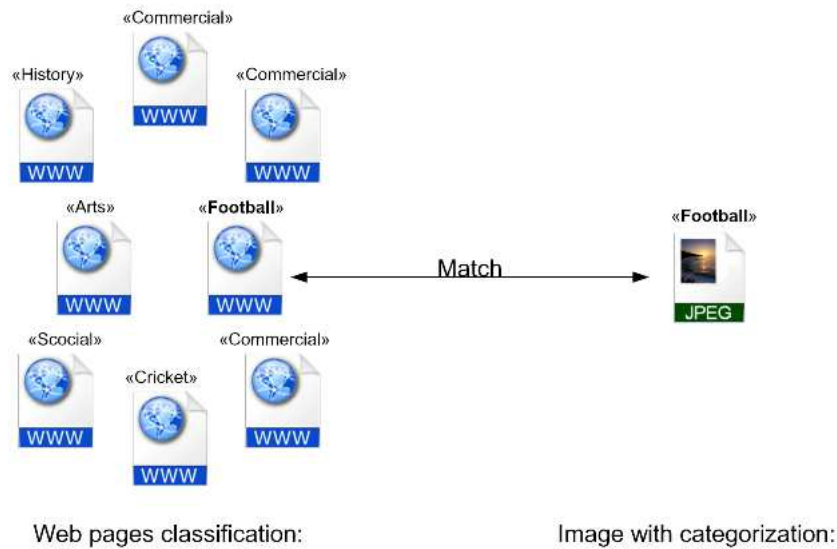 «Commercial»
WWW
«History»
WWW
«Commercial»
WWW
«Arts»
WWW
«Football»
WWW
Match
«Football»
JPEG
«Scocial»
WWW
«Cricket»
WWW
«Commercial»
WWW
Web pages classification:
Image with categorization: